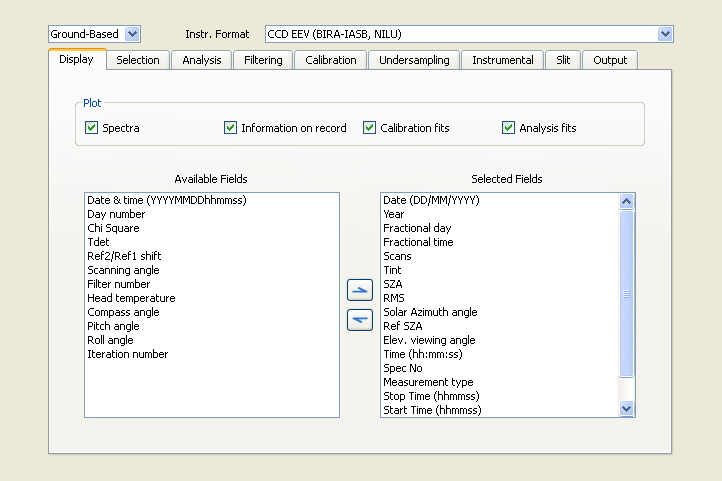 Ground-Based Instr. Format CCD EEV (BIRA-IASB, NILU)
Display Selection Analysis Filtering Calibration Undersampling Instrumental Slit Output
Plot
Spectra Information on record Calibration fits Analysis fits
Available Fields
Date & time (YYYYMMDDhhmmss)
Day number
Chi Square
Tdet
Ref2/Ref1 shift
Scanning angle
Filter number
Head temperature
Compass angle
Pitch angle
Roll angle
Iteration number
Selected Fields
Date (DD/MM/YYYY)
Year
Fractional day
Fractional time
Scans
Tint
SZA
RMS
Solar Azimuth angle
Ref SZA
Elev. viewing angle
Time (hh:mm:ss)
Spec No
Measurement type
Stop Time (hhmmss)
Start Time (hhmmss)